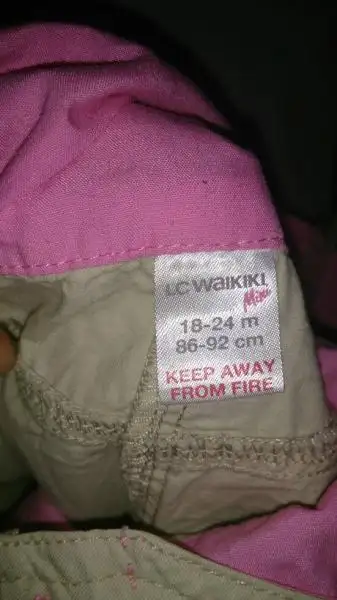 LC WAIKIKI
Mini
18-24 m
86-92 cm
KEEP AWAY
FROM FIRE